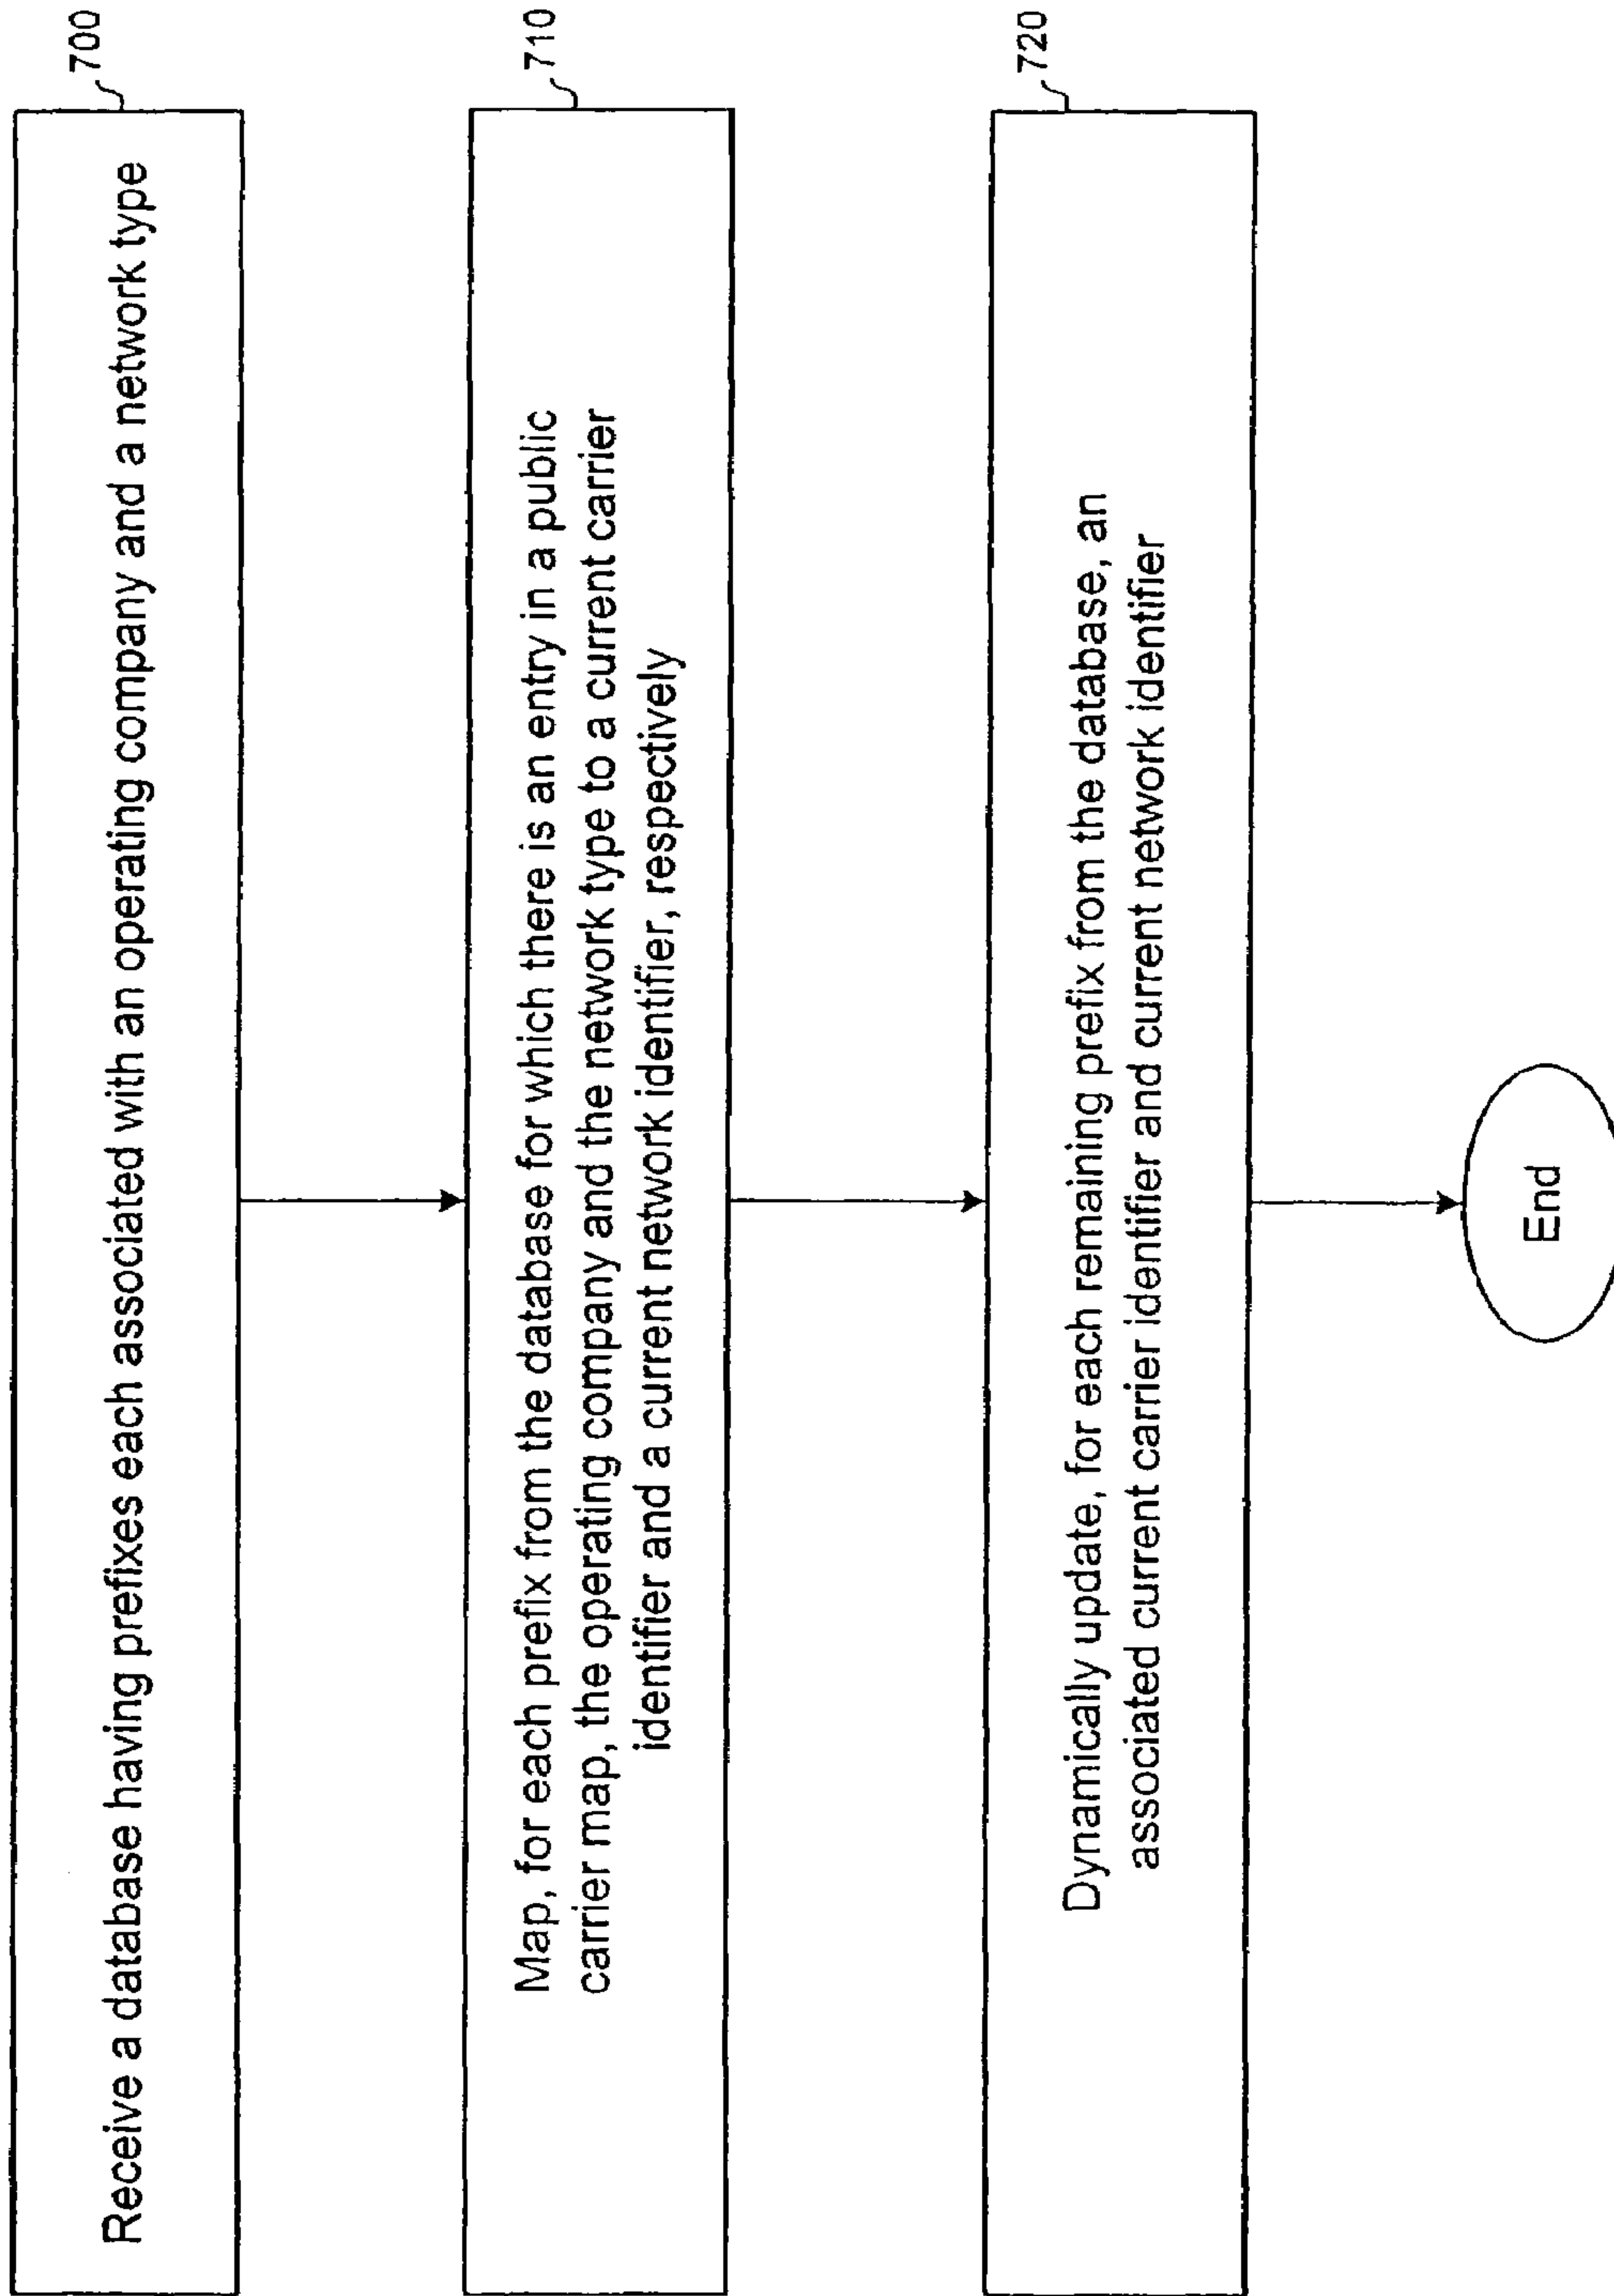 Receive a database having prefixes each associated with an operating company and a network type
700
Map, for each prefix from the database for which there is an entry in a public
carrier map, the operating company and the network type to a current carrier
identifier and a current network identifier, respectively
710
Dynamically update, for each remaining prefix from the database, an
associated current carrier identifier and current network identifier
720
End